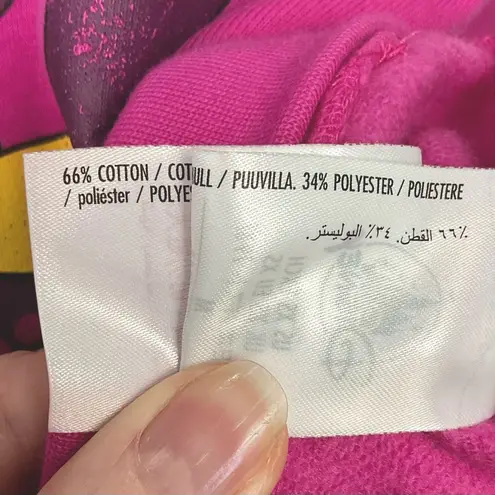 66% COTTON / COT ULL / PUUVILLA. 34% POLYESTER / POLIESTERE
/ poliéster / POLYE
٦٦٪ القطن. ٣٤٪ البوليستر.